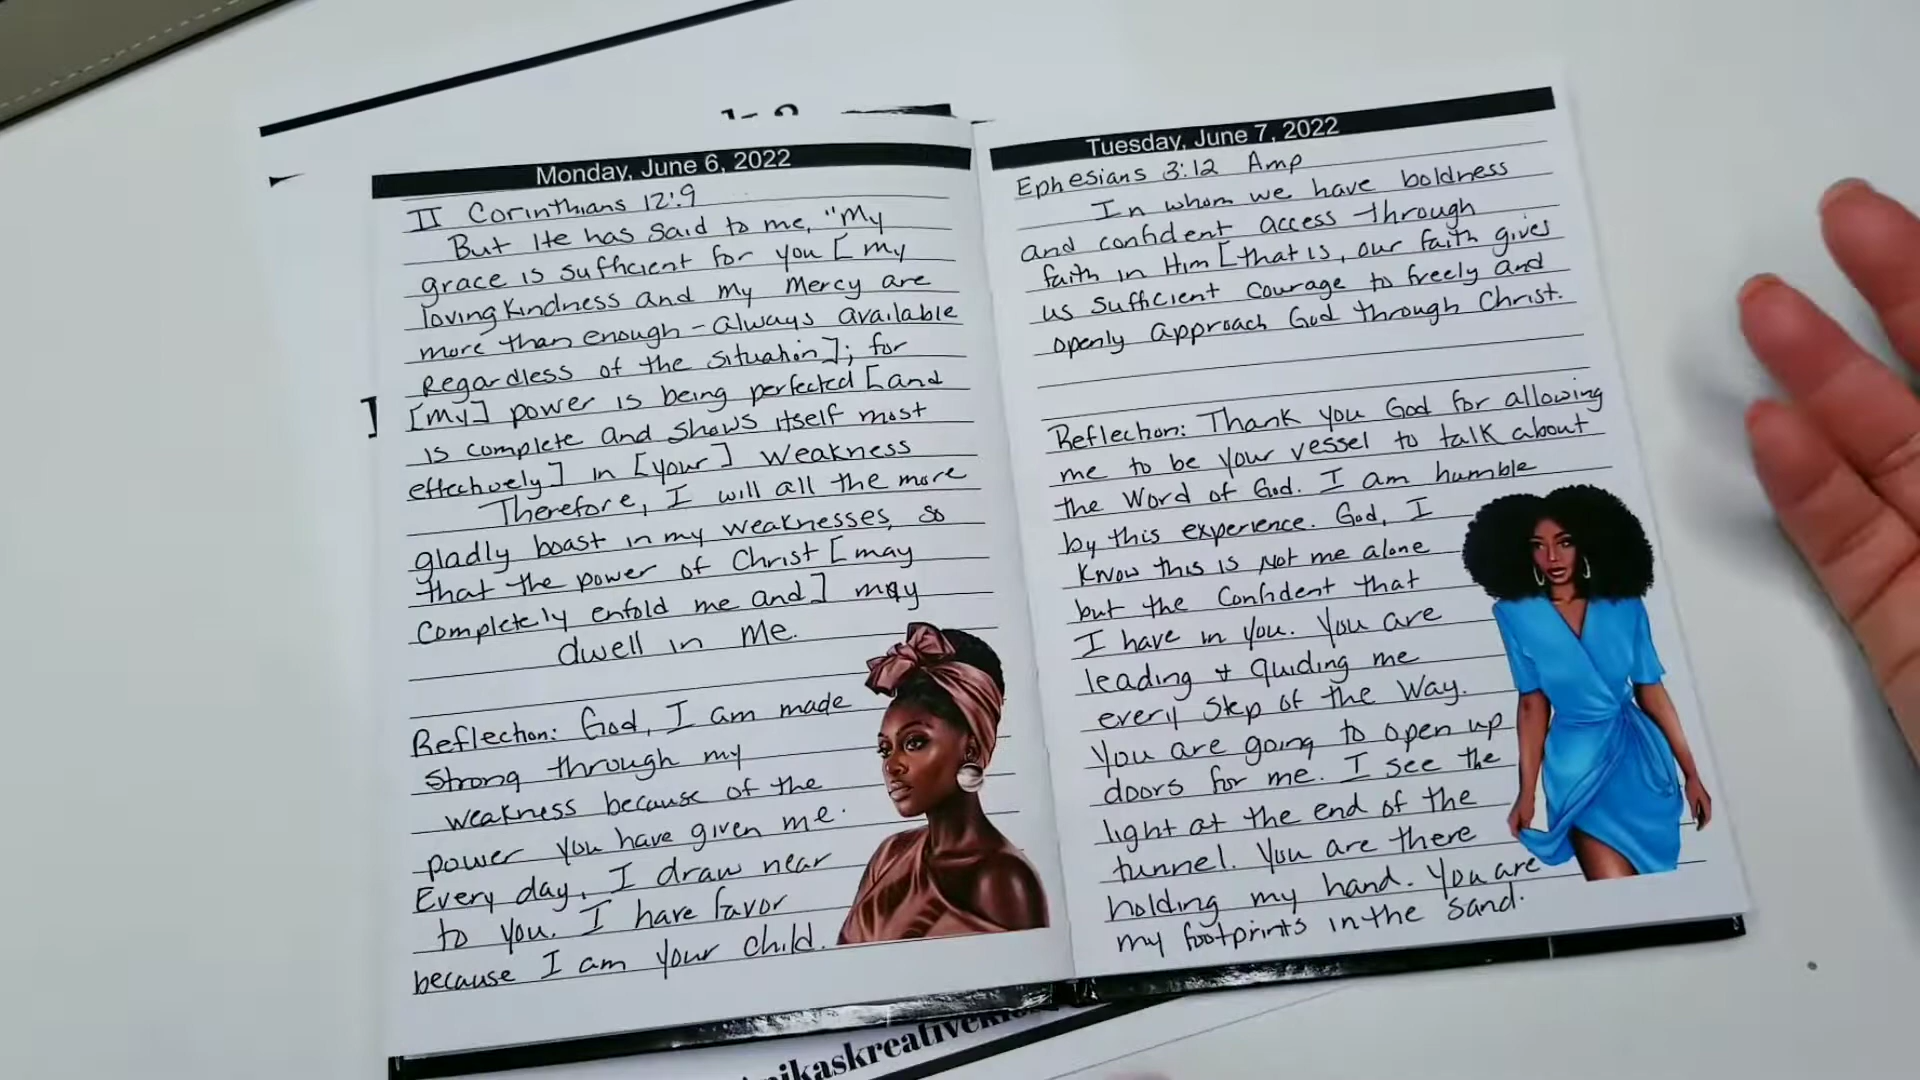 Monday, June 6, 2022
II Corinthians 12:9
But He has said to me, "My
grace is sufficient for you [my
lovingkindness and my Mercy are
more than enough - always available
Regardless of the situation]; for
[my] power is being perfected [and
is complete and shows itself most
effectively] in [your] Weakness
Therefore, I will all the more
gladly boast in my weaknesses, so
that the power of Christ [may
completely enfold me and] may
dwell in me.
Reflection: God, I am made
strong through my
weakness because of the
power you have given me.
Every day, I draw near
to you. I have favor
because I am your child.
Tuesday, June 7, 2022
Ephesians 3:12 Amp
In whom we have boldness
and confident access through
faith in Him [that is, our faith gives
us sufficient courage to freely and
openly approach God through Christ.
Reflection: Thank you God for allowing
me to be your vessel to talk about
the Word of God. I am humble
by this experience. God, I
know this is not me alone
but the Confident that
I have in you. You are
leading & guiding me
every step of the Way.
You are going to open up
doors for me. I see the
light at the end of the
tunnel. You are there
holding my hand. You are
my footprints in the sand.